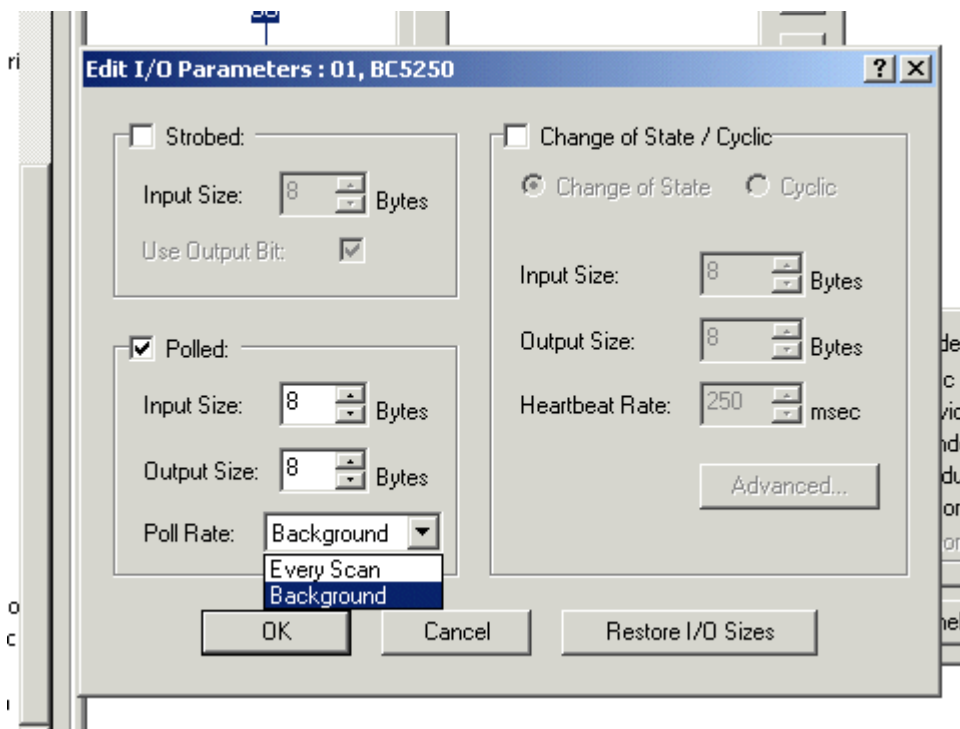 Edit I/O Parameters : 01, BC5250
Strobed:
Input Size: 8 Bytes
Use Output Bit:
Polled:
Input Size: 8 Bytes
Output Size: 8 Bytes
Poll Rate: Background
Every Scan
Background
Change of State / Cyclic
Change of State Cyclic
Input Size: 8 Bytes
Output Size: 8 Bytes
Heartbeat Rate: 250 msec
Advanced...
OK Cancel Restore I/O Sizes